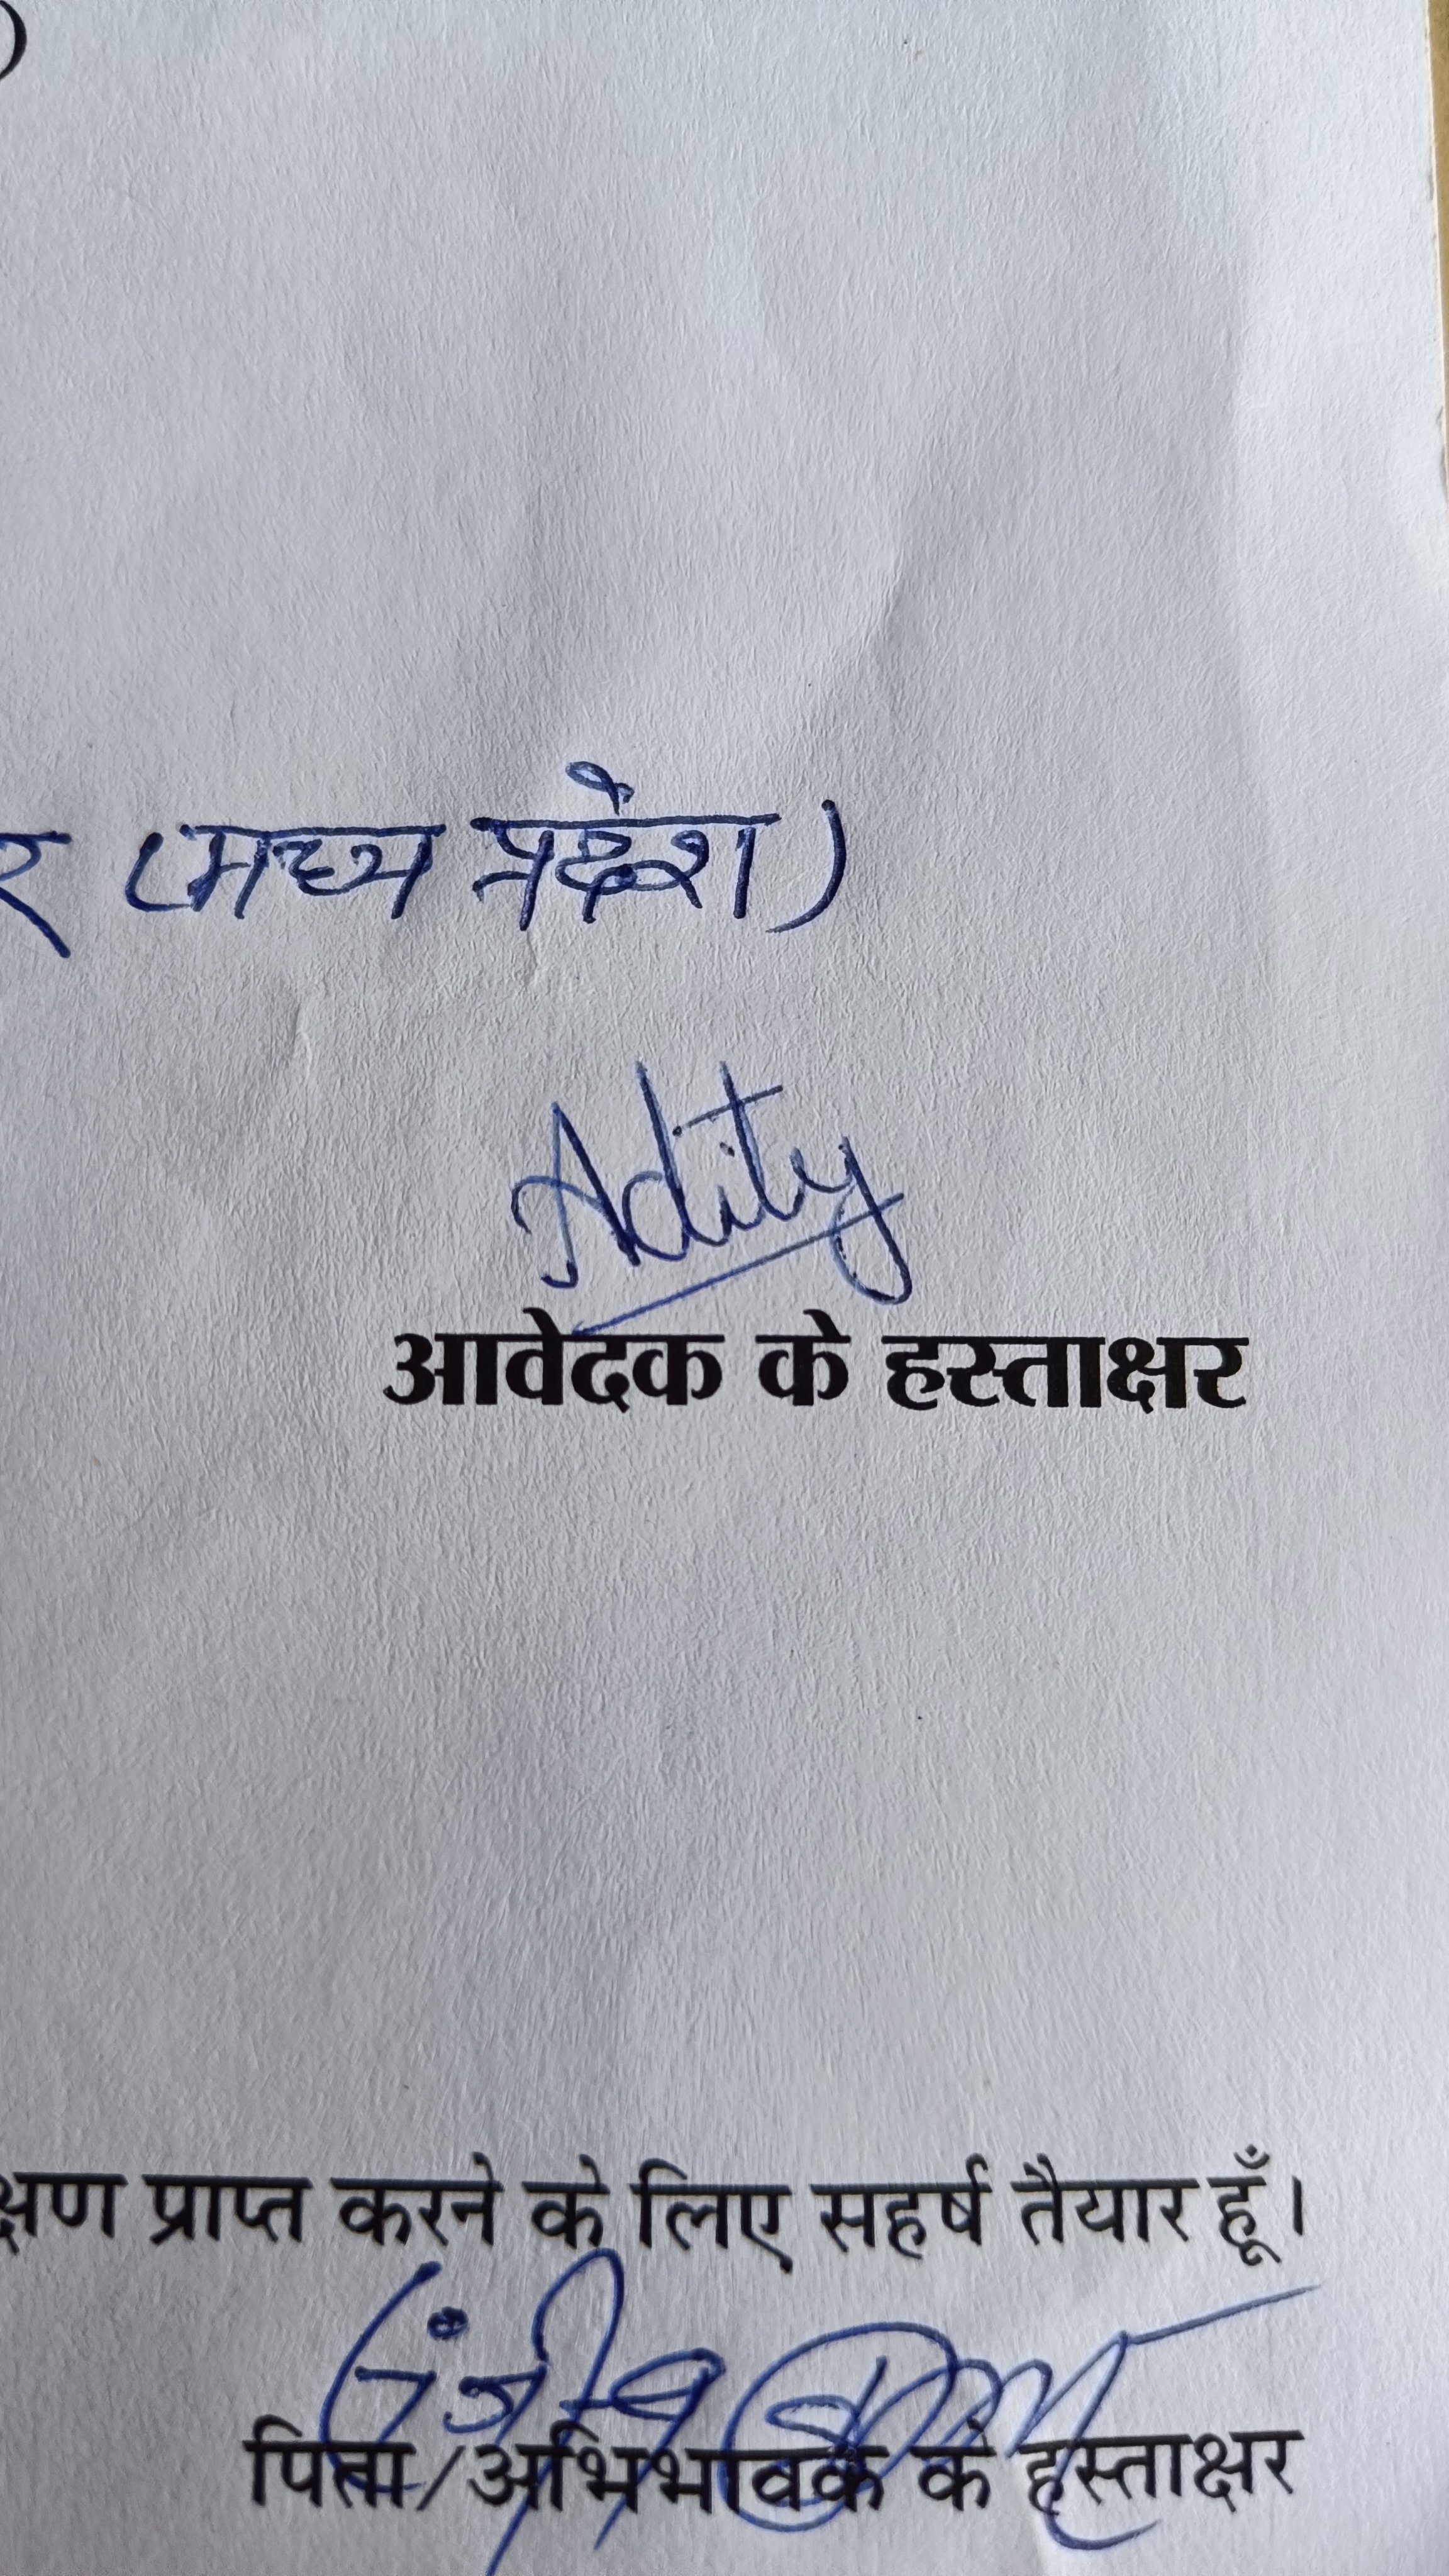 )
र (मध्य प्रदेश)
Adity
आवेदक के हस्ताक्षर
क्षण प्राप्त करने के लिए सहर्ष तैयार हूँ।
पिता/अभिभावक के हस्ताक्षर